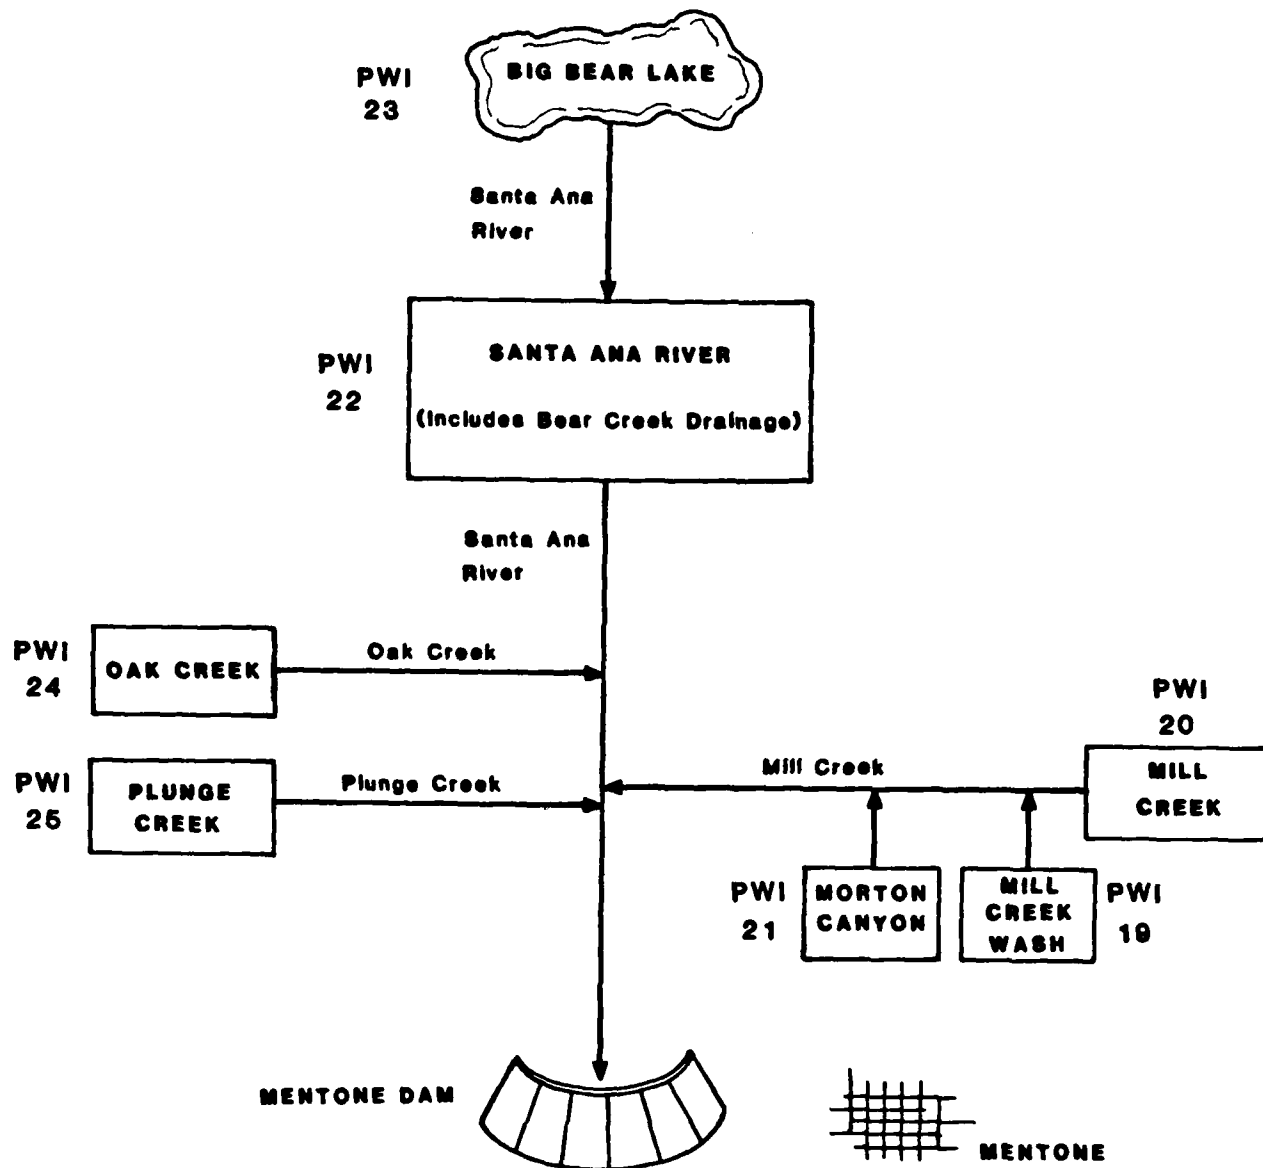 PWI
23
BIG BEAR LAKE
Santa Ana
River
PWI
22
SANTA ANA RIVER
(Includes Bear Creek Drainage)
Santa Ana
River
PWI
24
OAK CREEK
Oak Creek
PWI
25
PLUNGE
CREEK
Plunge Creek
Mill Creek
PWI
20
MILL
CREEK
PWI
21
MORTON
CANYON
MILL
CREEK
WASH
PWI
19
MENTONE DAM
MENTONE